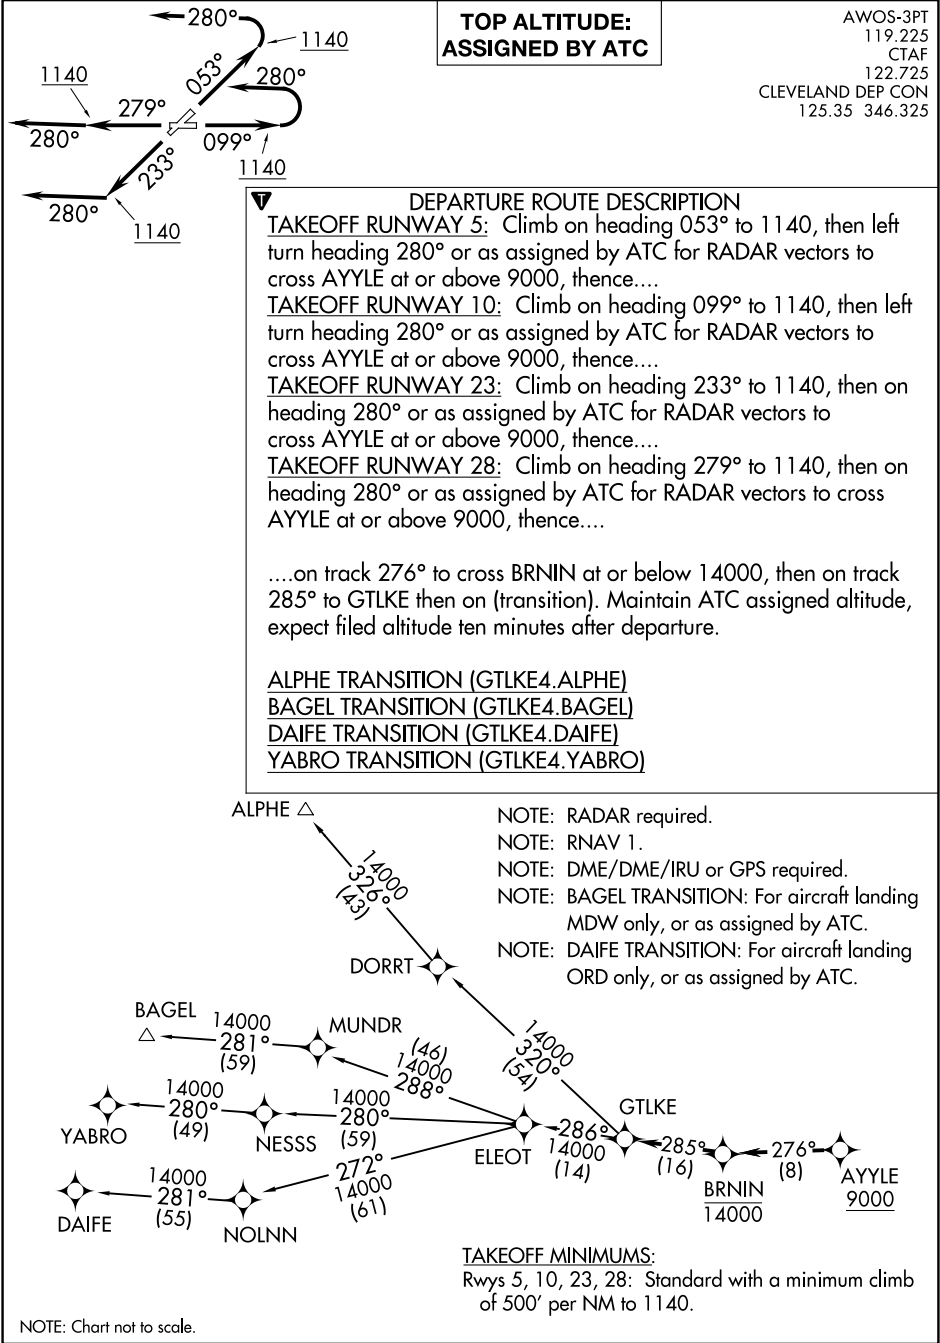 TOP ALTITUDE:
ASSIGNED BY ATC
AWOS-3PT
119.225
CTAF
122.725
CLEVELAND DEP CON
125.35 346.325
280°
1140
053°
280°
1140
279°
280°
099°
1140
233°
280°
1140
T
DEPARTURE ROUTE DESCRIPTION
TAKEOFF RUNWAY 5: Climb on heading 053° to 1140, then left
turn heading 280° or as assigned by ATC for RADAR vectors to
cross AYYLE at or above 9000, thence....
TAKEOFF RUNWAY 10: Climb on heading 099° to 1140, then left
turn heading 280° or as assigned by ATC for RADAR vectors to
cross AYYLE at or above 9000, thence....
TAKEOFF RUNWAY 23: Climb on heading 233° to 1140, then on
heading 280° or as assigned by ATC for RADAR vectors to
cross AYYLE at or above 9000, thence....
TAKEOFF RUNWAY 28: Climb on heading 279° to 1140, then on
heading 280° or as assigned by ATC for RADAR vectors to cross
AYYLE at or above 9000, thence....
....on track 276° to cross BRNIN at or below 14000, then on track
285° to GTLKE then on (transition). Maintain ATC assigned altitude,
expect filed altitude ten minutes after departure.
ALPHE TRANSITION (GTLKE4.ALPHE)
BAGEL TRANSITION (GTLKE4.BAGEL)
DAIFE TRANSITION (GTLKE4.DAIFE)
YABRO TRANSITION (GTLKE4.YABRO)
NOTE: RADAR required.
NOTE: RNAV 1.
NOTE: DME/DME/IRU or GPS required.
NOTE: BAGEL TRANSITION: For aircraft landing
MDW only, or as assigned by ATC.
NOTE: DAIFE TRANSITION: For aircraft landing
ORD only, or as assigned by ATC.
ALPHE
14000
326°
(43)
DORRT
14000
320°
(54)
BAGEL
14000
281°
(59)
MUNDR
(46)
14000
288°
YABRO
14000
280°
(49)
NESSS
14000
280°
(59)
ELEOT
286°
14000
(14)
GTLKE
285°
(16)
BRNIN
14000
276°
(8)
AYYLE
9000
DAIFE
14000
281°
(55)
NOLNN
272°
14000
(61)
TAKEOFF MINIMUMS:
Rwys 5, 10, 23, 28: Standard with a minimum climb
of 500' per NM to 1140.
NOTE: Chart not to scale.